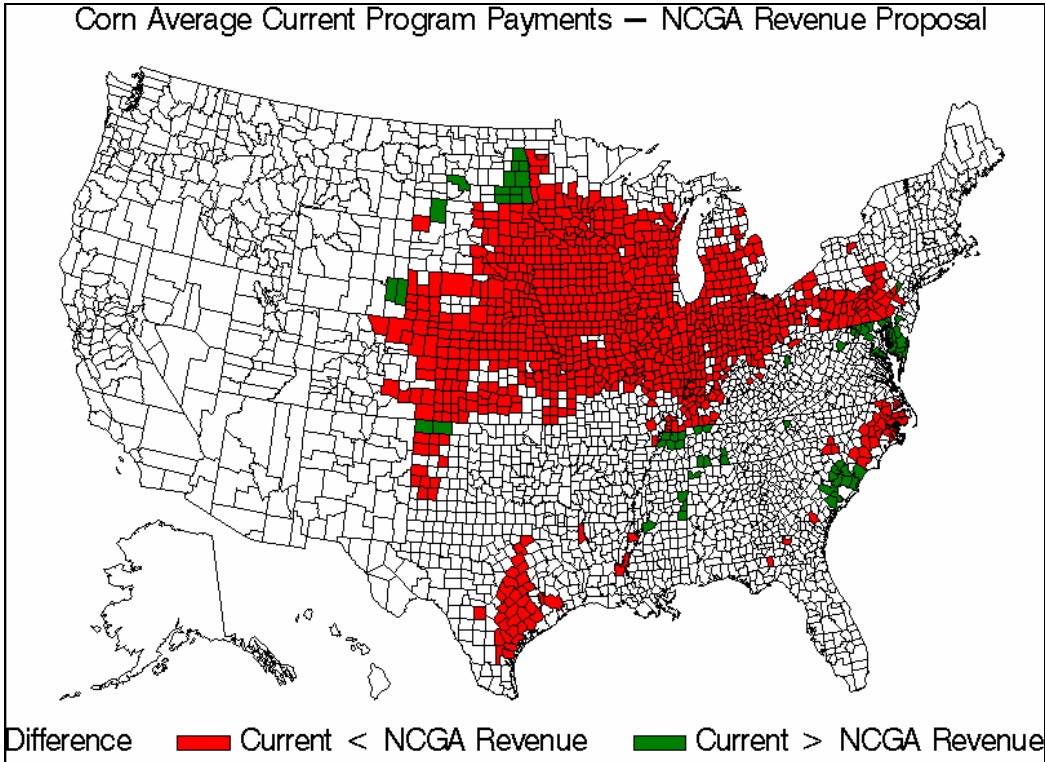 Corn Average Current Program Payments — NCGA Revenue Proposal
Difference Current < NCGA Revenue Current > NCGA Revenue